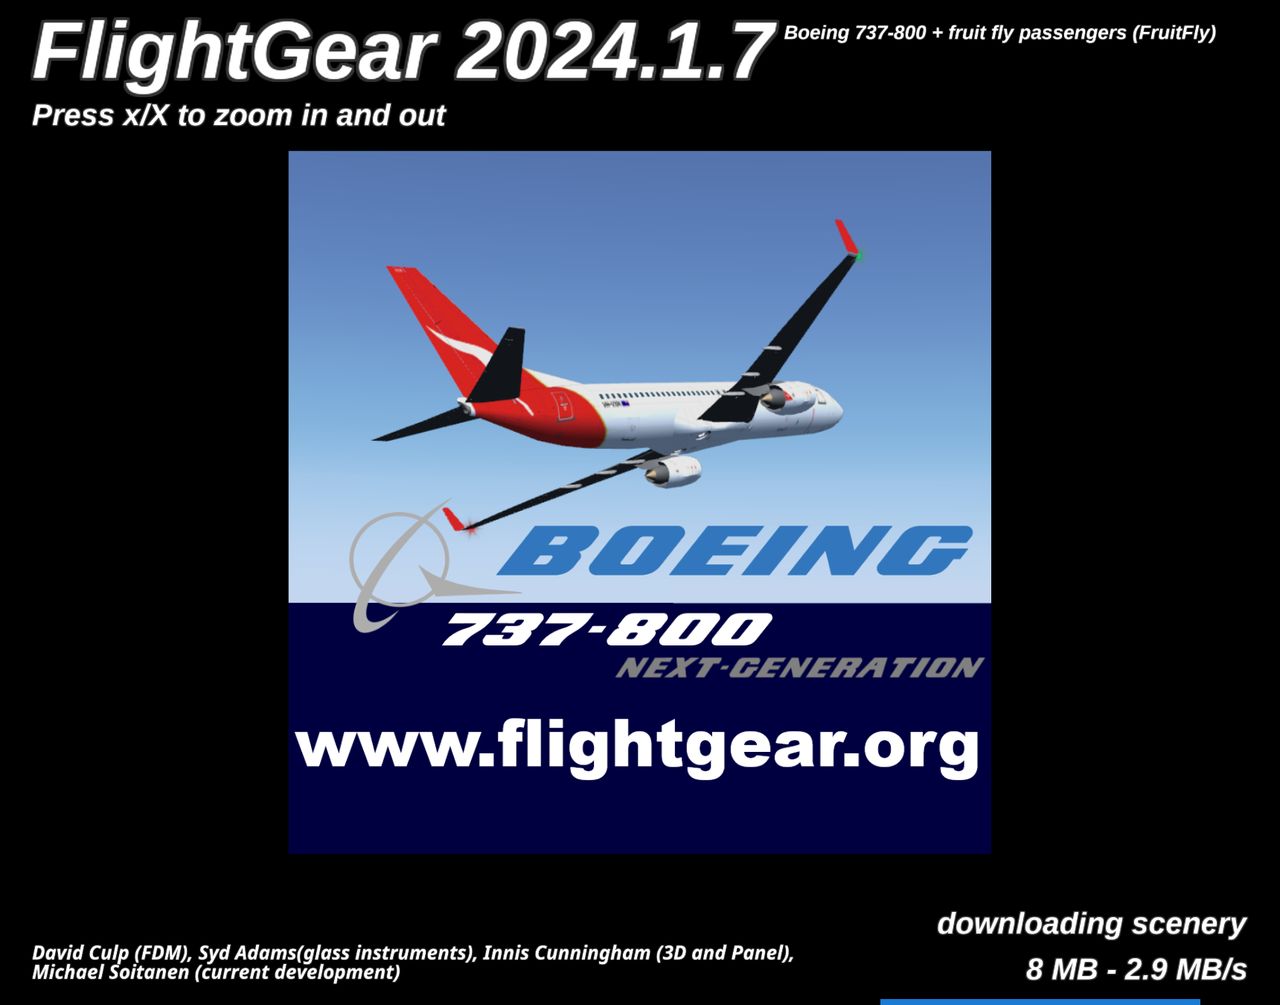 FlightGear 2024.1.7
Boeing 737-800 + fruit fly passengers (FruitFly)
Press x/X to zoom in and out
BOEING
737-800
NEXT-GENERATION
www.flightgear.org
downloading scenery
David Culp (FDM), Syd Adams(glass instruments), Innis Cunningham (3D and Panel),
Michael Soitanen (current development)
8 MB - 2.9 MB/s